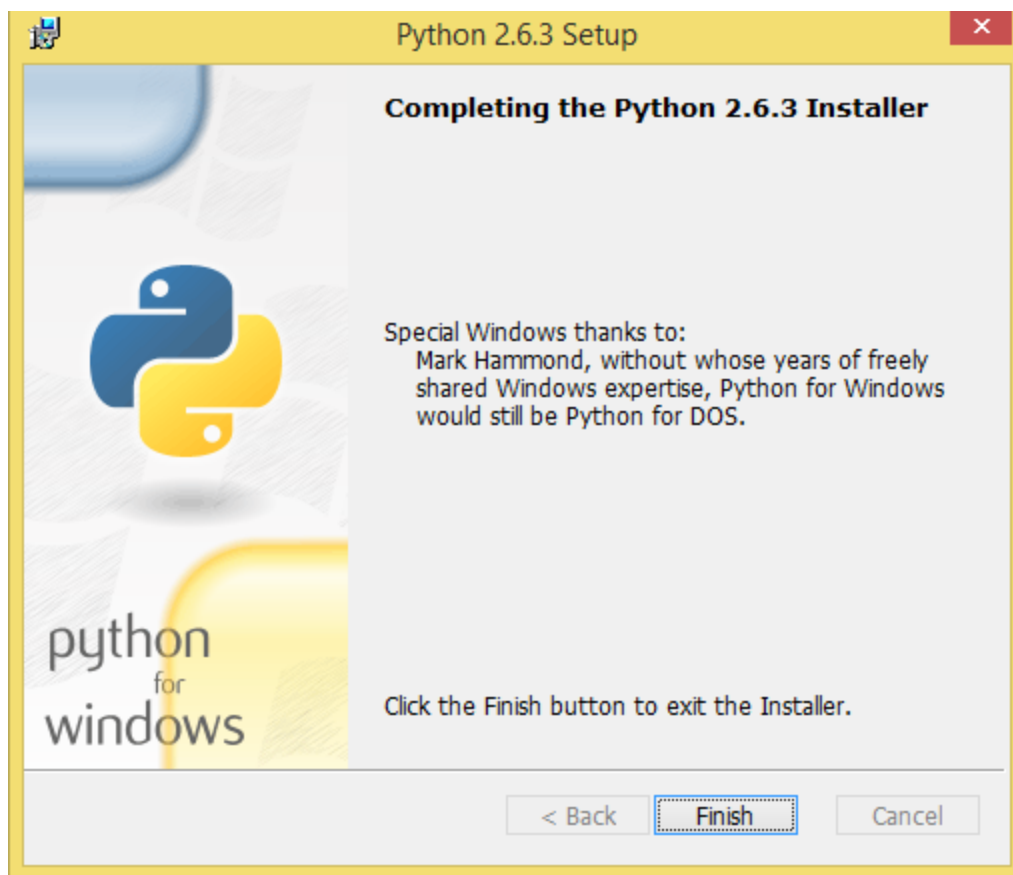 Python 2.6.3 Setup
Completing the Python 2.6.3 Installer
Special Windows thanks to:
Mark Hammond, without whose years of freely
shared Windows expertise, Python for Windows
would still be Python for DOS.
python
for
windows
Click the Finish button to exit the Installer.
< Back
Finish
Cancel